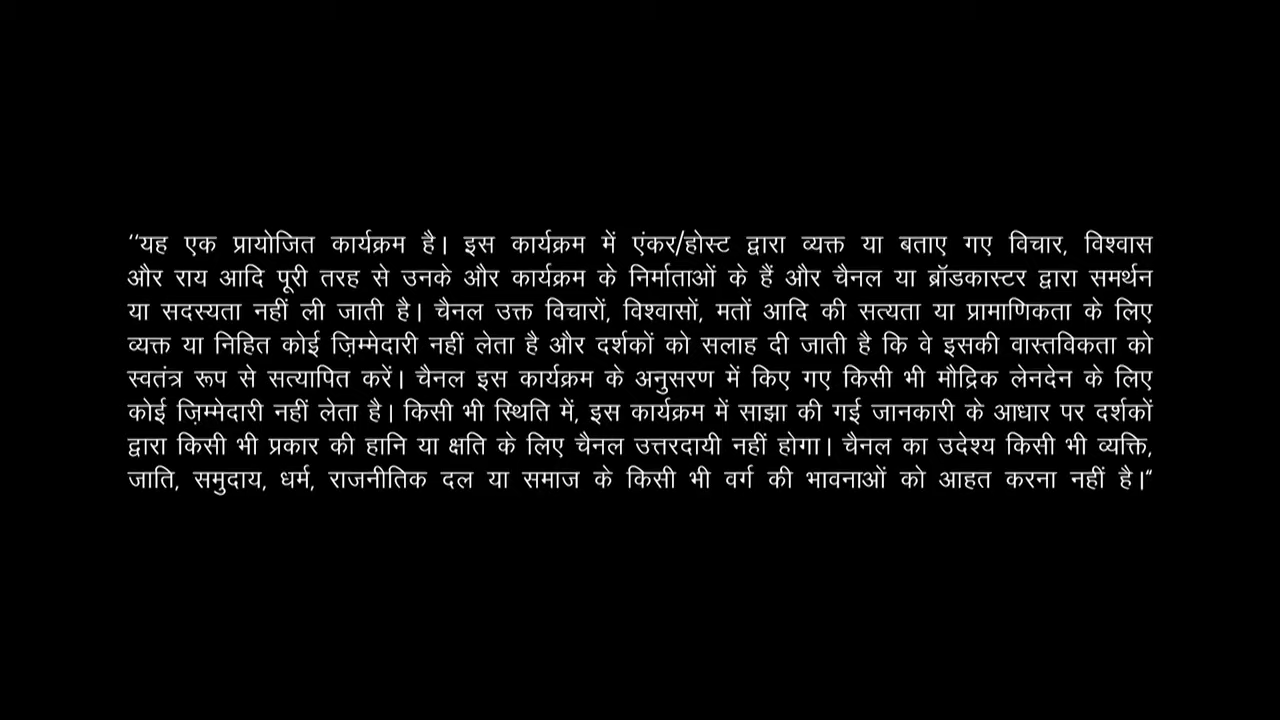 ‘‘यह एक प्रायोजित कार्यक्रम है। इस कार्यक्रम में एंकर/होस्ट द्वारा व्यक्त या बताए गए विचार, विश्वास
और राय आदि पूरी तरह से उनके और कार्यक्रम के निर्माताओं के हैं और चैनल या ब्रॉडकास्टर द्वारा समर्थन
या सदस्यता नहीं ली जाती है। चैनल उक्त विचारों, विश्वासों, मतों आदि की सत्यता या प्रामाणिकता के लिए
व्यक्त या निहित कोई ज़िम्मेदारी नहीं लेता है और दर्शकों को सलाह दी जाती है कि वे इसकी वास्तविकता को
स्वतंत्र रूप से सत्यापित करें। चैनल इस कार्यक्रम के अनुसरण में किए गए किसी भी मौद्रिक लेनदेन के लिए
कोई ज़िम्मेदारी नहीं लेता है। किसी भी स्थिति में, इस कार्यक्रम में साझा की गई जानकारी के आधार पर दर्शकों
द्वारा किसी भी प्रकार की हानि या क्षति के लिए चैनल उत्तरदायी नहीं होगा। चैनल का उदेश्य किसी भी व्यक्ति,
जाति, समुदाय, धर्म, राजनीतिक दल या समाज के किसी भी वर्ग की भावनाओं को आहत करना नहीं है।“